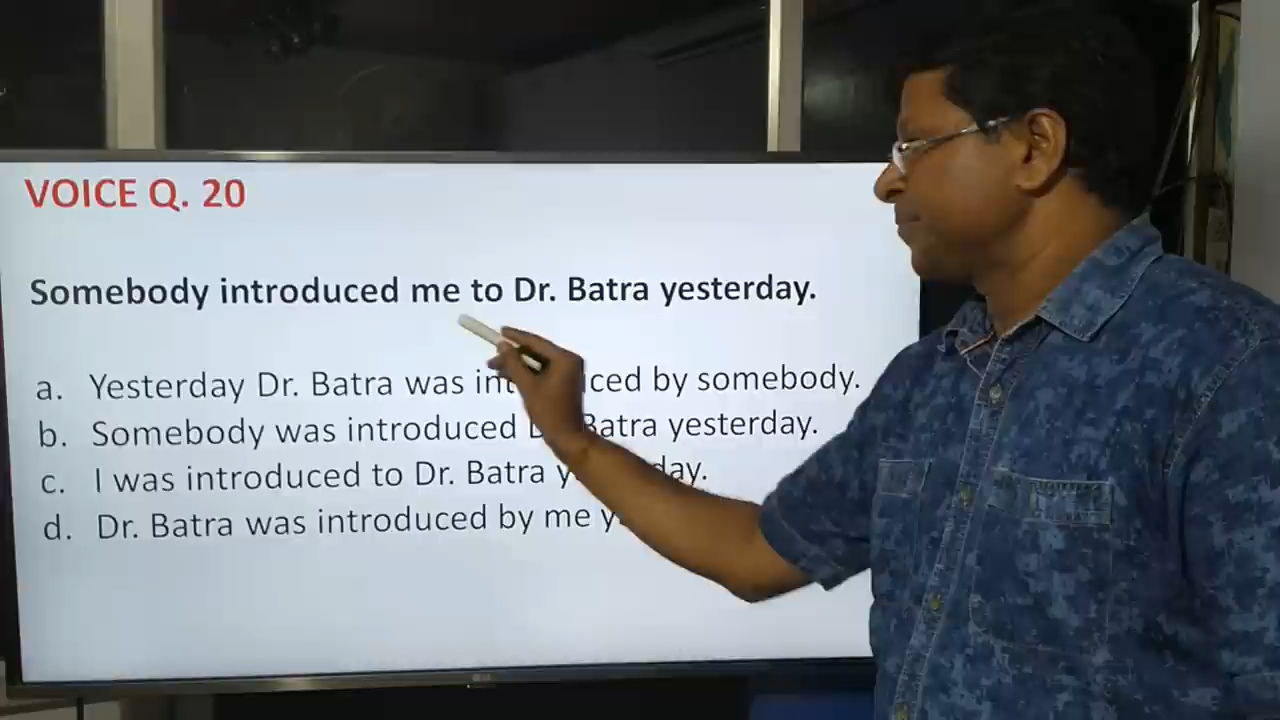 VOICE Q. 20
Somebody introduced me to Dr. Batra yesterday.
a. Yesterday Dr. Batra was by somebody.
b. Somebody was introduced Batra yesterday.
c. I was introduced to Dr. Batra
d. Dr. Batra was introduced by me